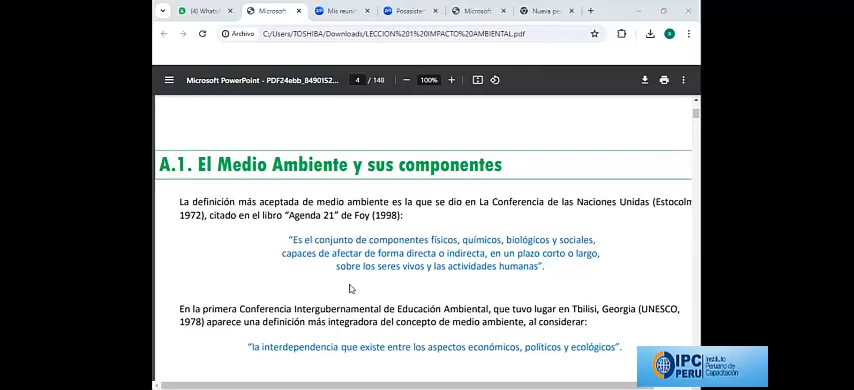 (4) Whats
Microsoft
Mis reuni
Posasisten
Microsoft
Nueva pe
Archivo C:/Users/TOSHIBA/Downloads/LECCION%201%20IMPACTO%20AMBIENTAL.pdf
Microsoft PowerPoint - PDF24ebb_8490152... 4 / 148 100%
A.1. El Medio Ambiente y sus componentes
La definición más aceptada de medio ambiente es la que se dio en La Conferencia de las Naciones Unidas (Estocolm
1972), citado en el libro “Agenda 21” de Foy (1998):
“Es el conjunto de componentes físicos, químicos, biológicos y sociales,
capaces de afectar de forma directa o indirecta, en un plazo corto o largo,
sobre los seres vivos y las actividades humanas”.
En la primera Conferencia Intergubernamental de Educación Ambiental, que tuvo lugar en Tbilisi, Georgia (UNESCO,
1978) aparece una definición más integradora del concepto de medio ambiente, al considerar:
“la interdependencia que existe entre los aspectos económicos, políticos y ecológicos”.
IPC PERU
Instituto
Peruano de
Capacitación